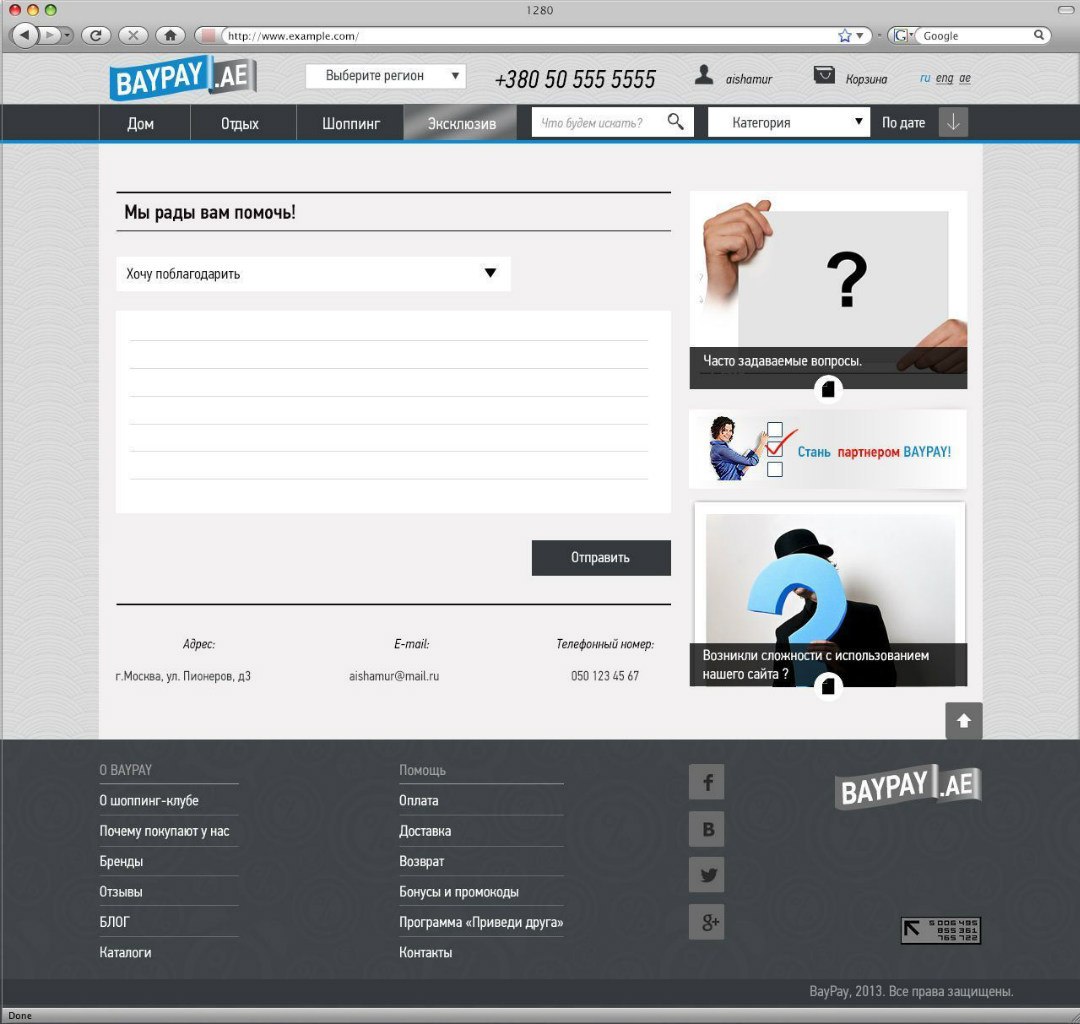 1280
http://www.example.com/
Google
BAYPAY.AE
Выберите регион
+380 50 555 5555
aishamur
Корзина
ru eng ae
Дом
Отдых
Шоппинг
Эксклюзив
Что будем искать?
Категория
По дате
Мы рады вам помочь!
Хочу поблагодарить
Отправить
Адрес:
E-mail:
Телефонный номер:
г.Москва, ул. Пионеров, д3
aishamur@mail.ru
050 123 45 67
?
Часто задаваемые вопросы.
Стань партнером BAYPAY!
Возникли сложности с использованием
нашего сайта ?
О BAYPAY
О шоппинг-клубе
Почему покупают у нас
Бренды
Отзывы
БЛОГ
Каталоги
Помощь
Оплата
Доставка
Возврат
Бонусы и промокоды
Программа «Приведи друга»
Контакты
f
B
g+
BAYPAY.AE
5 006 495
855 361
765 722
BayPay, 2013. Все права защищены.
Done